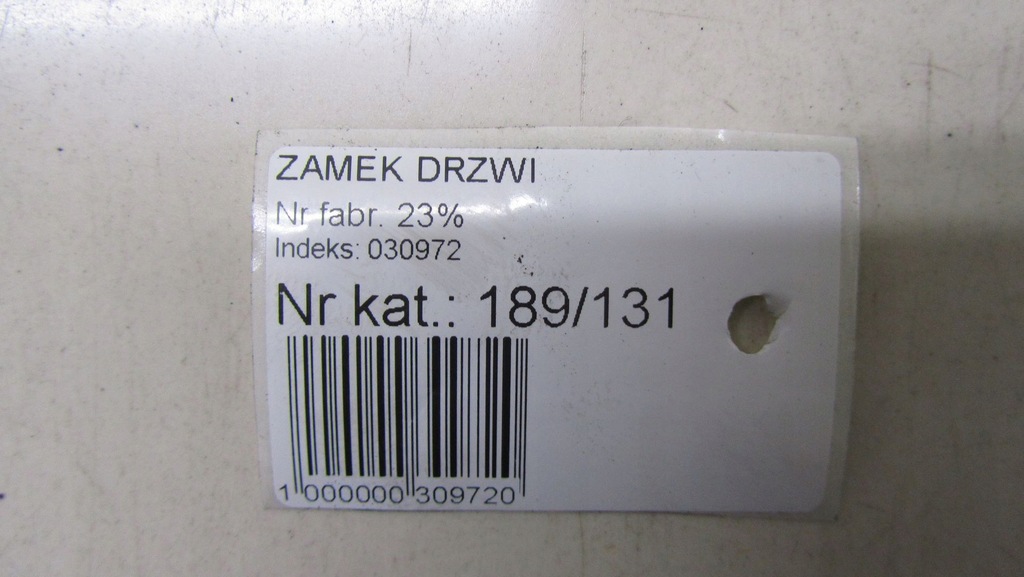 ZAMEK DRZWI
Nr fabr. 23%
Indeks: 030972
Nr kat.: 189/131
1 000000 309720